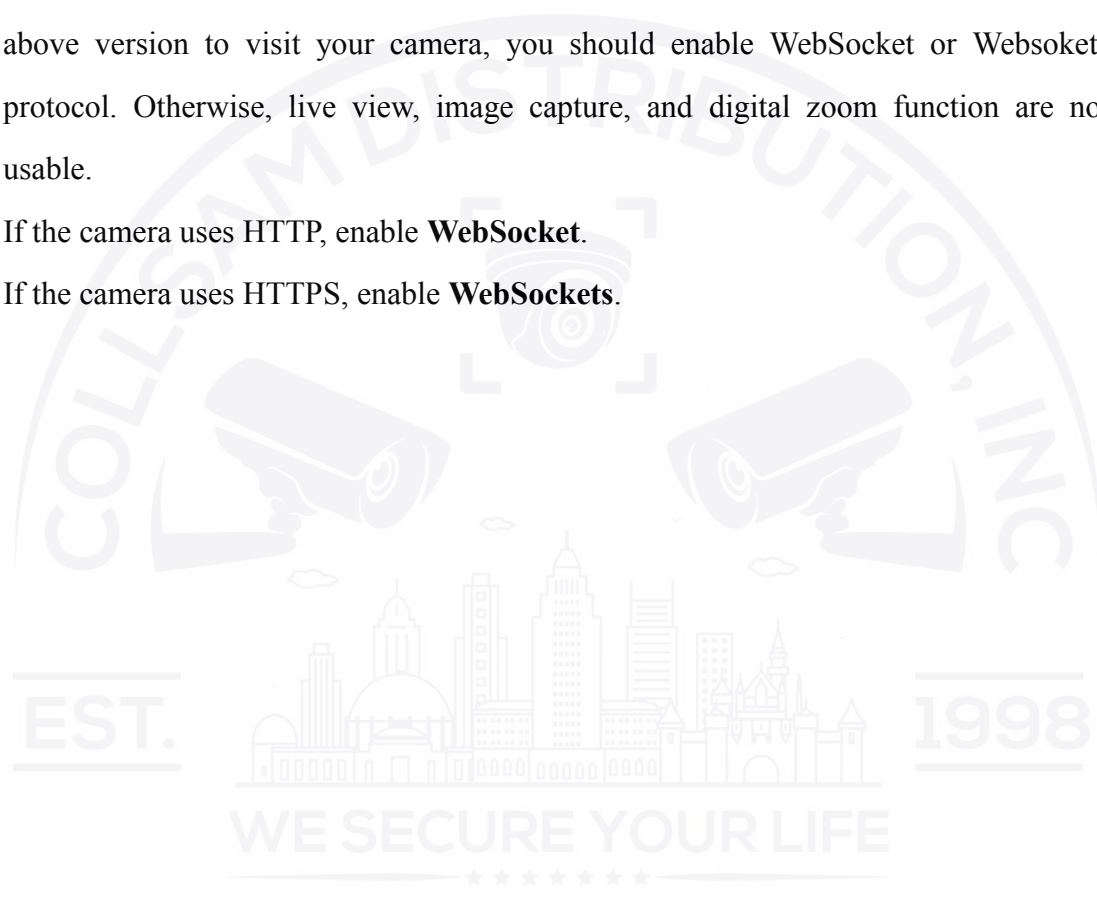 above version to visit your camera, you should enable WebSocket or Websoket
protocol. Otherwise, live view, image capture, and digital zoom function are no
usable.
If the camera uses HTTP, enable WebSocket.
If the camera uses HTTPS, enable WebSockets.
COLLSAM DISTRIBUTION, INC
EST.
1998
WE SECURE YOUR LIFE